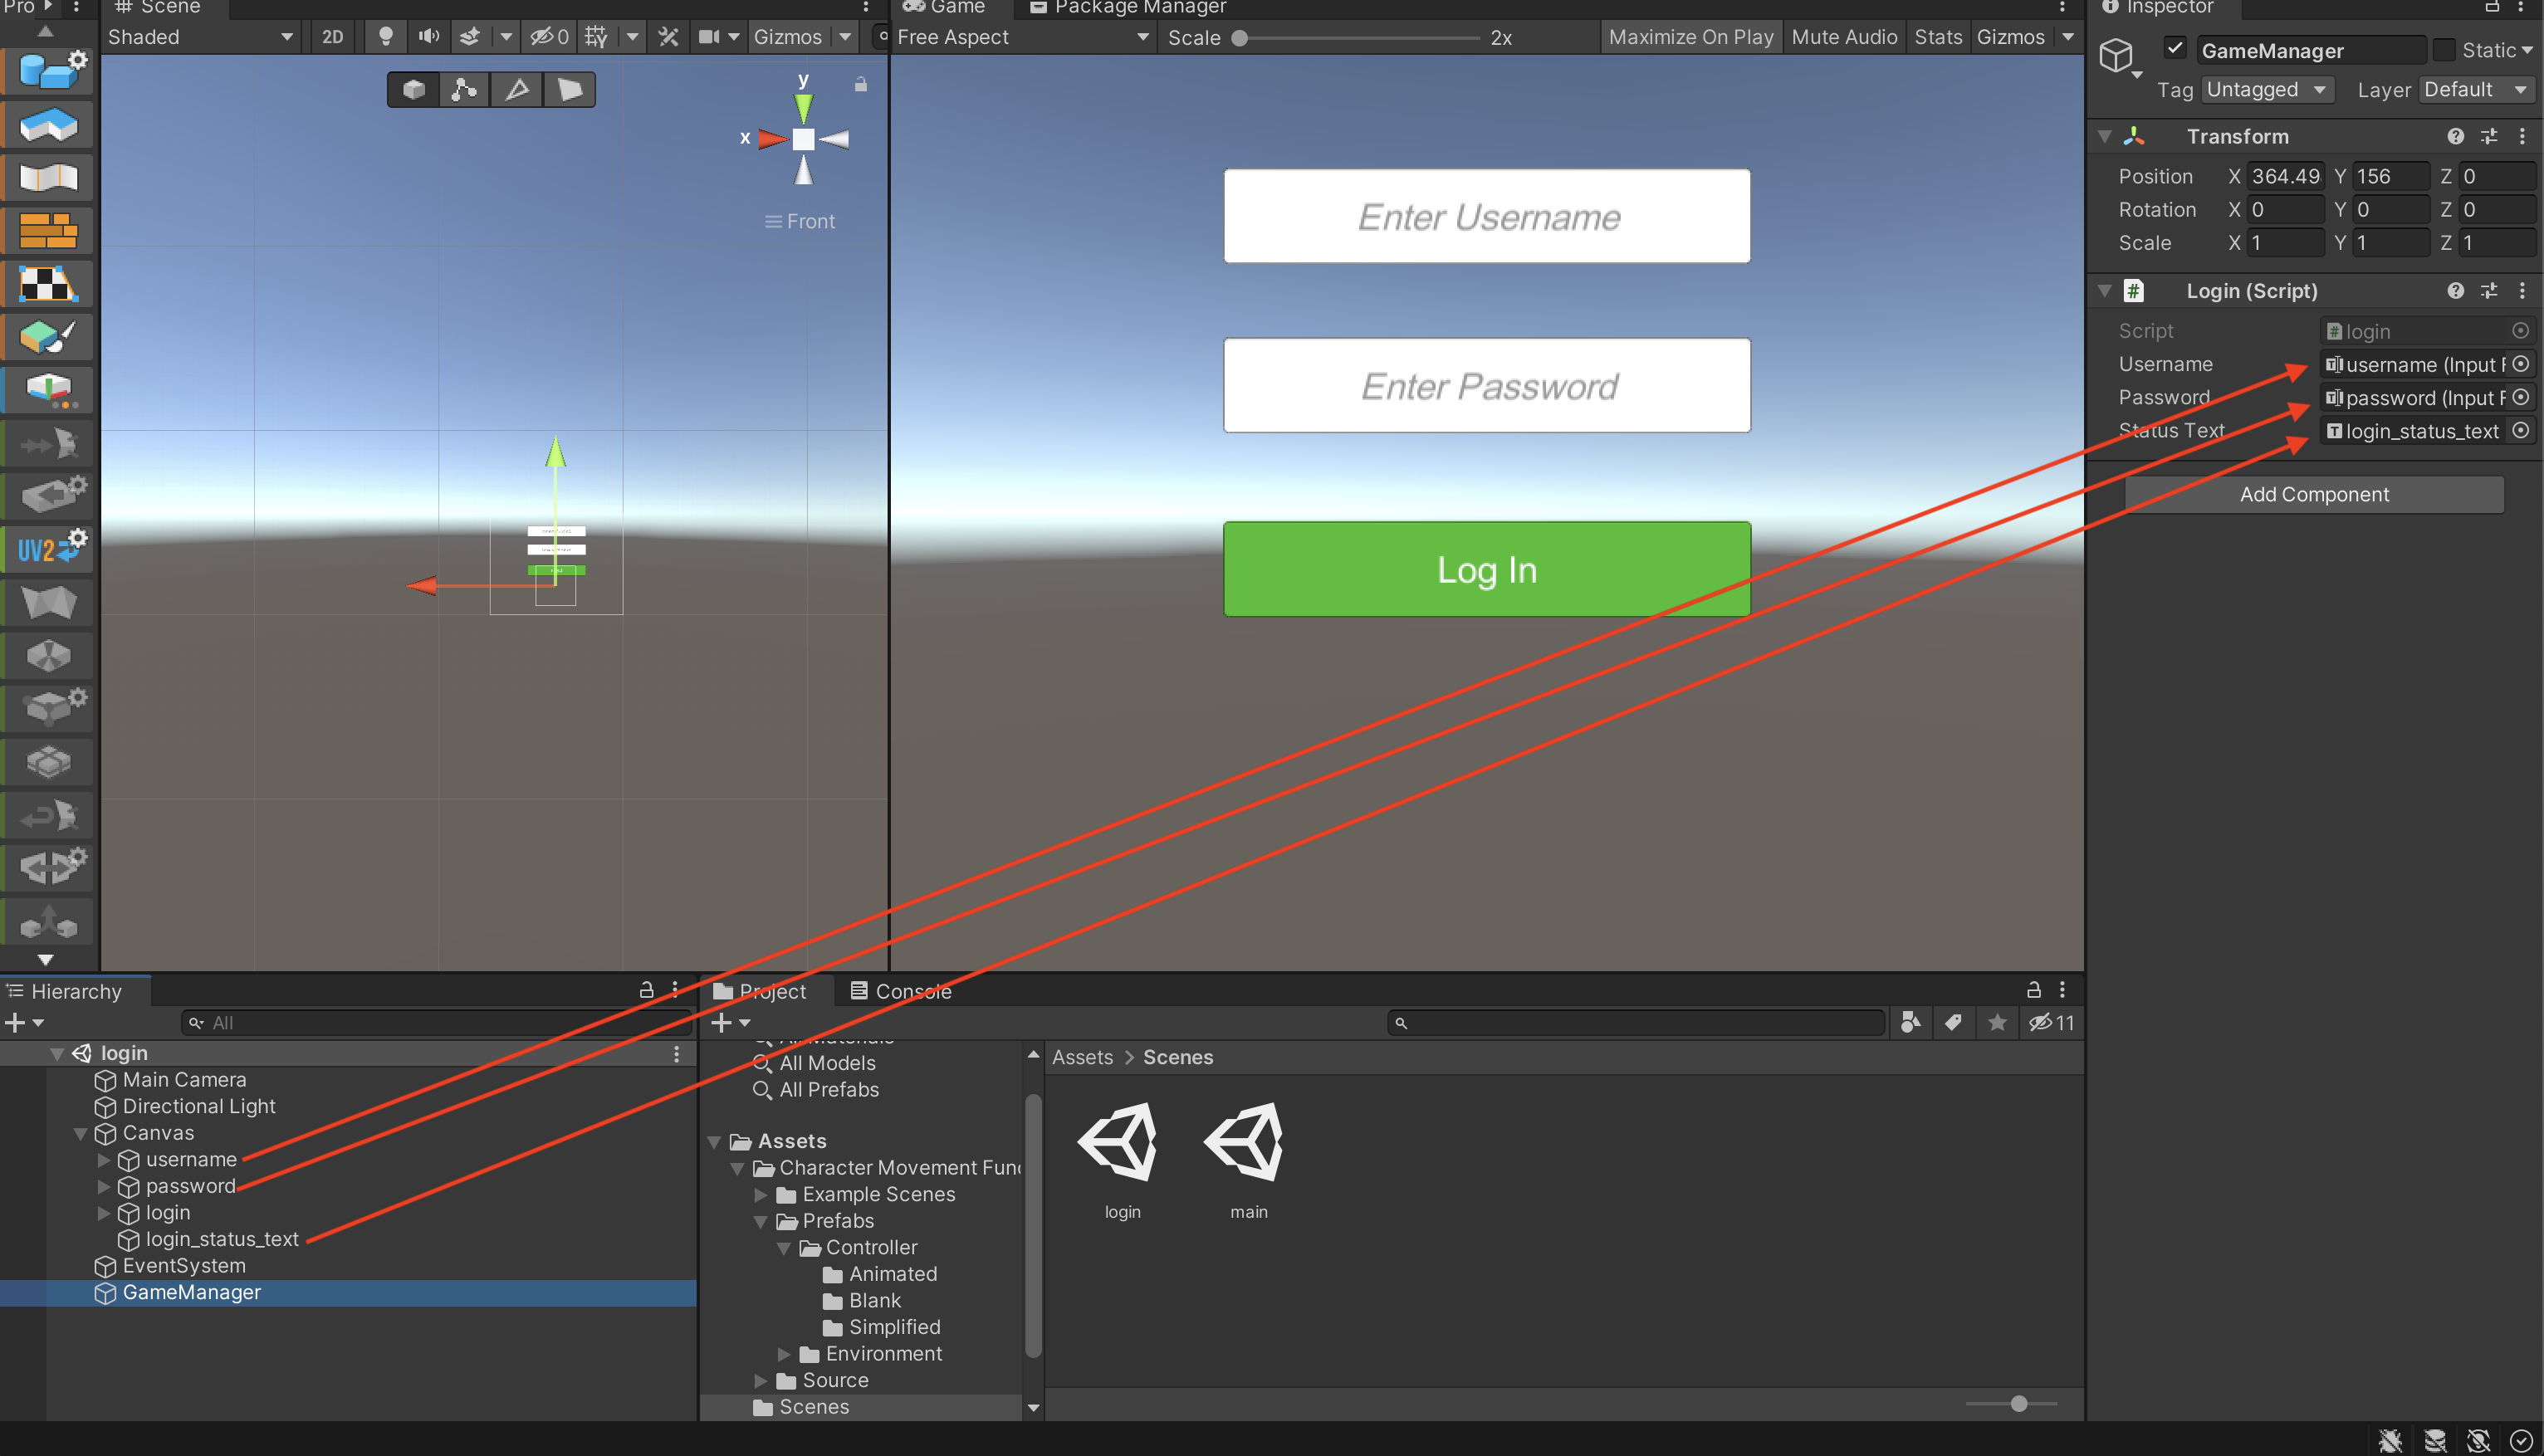 Pro
Scene
Shaded
2D
0
Gizmos
y
x
Front
Game
Package Manager
Free Aspect
Scale
2x
Maximize On Play
Mute Audio
Stats
Gizmos
Enter Username
Enter Password
Log In
Inspector
GameManager
Static
Tag
Untagged
Layer
Default
Transform
Position X 364.49 Y 156 Z 0
Rotation X 0 Y 0 Z 0
Scale X 1 Y 1 Z 1
# Login (Script)
Script # login
Username username (Input F
Password password (Input F
Status Text login_status_text
Add Component
UV2
Hierarchy
All
login
Main Camera
Directional Light
Canvas
username
password
login
login_status_text
EventSystem
GameManager
Project
Console
11
All Materials
All Models
All Prefabs
Assets
Character Movement Fun
Example Scenes
Prefabs
Controller
Animated
Blank
Simplified
Environment
Source
Scenes
Assets > Scenes
login
main